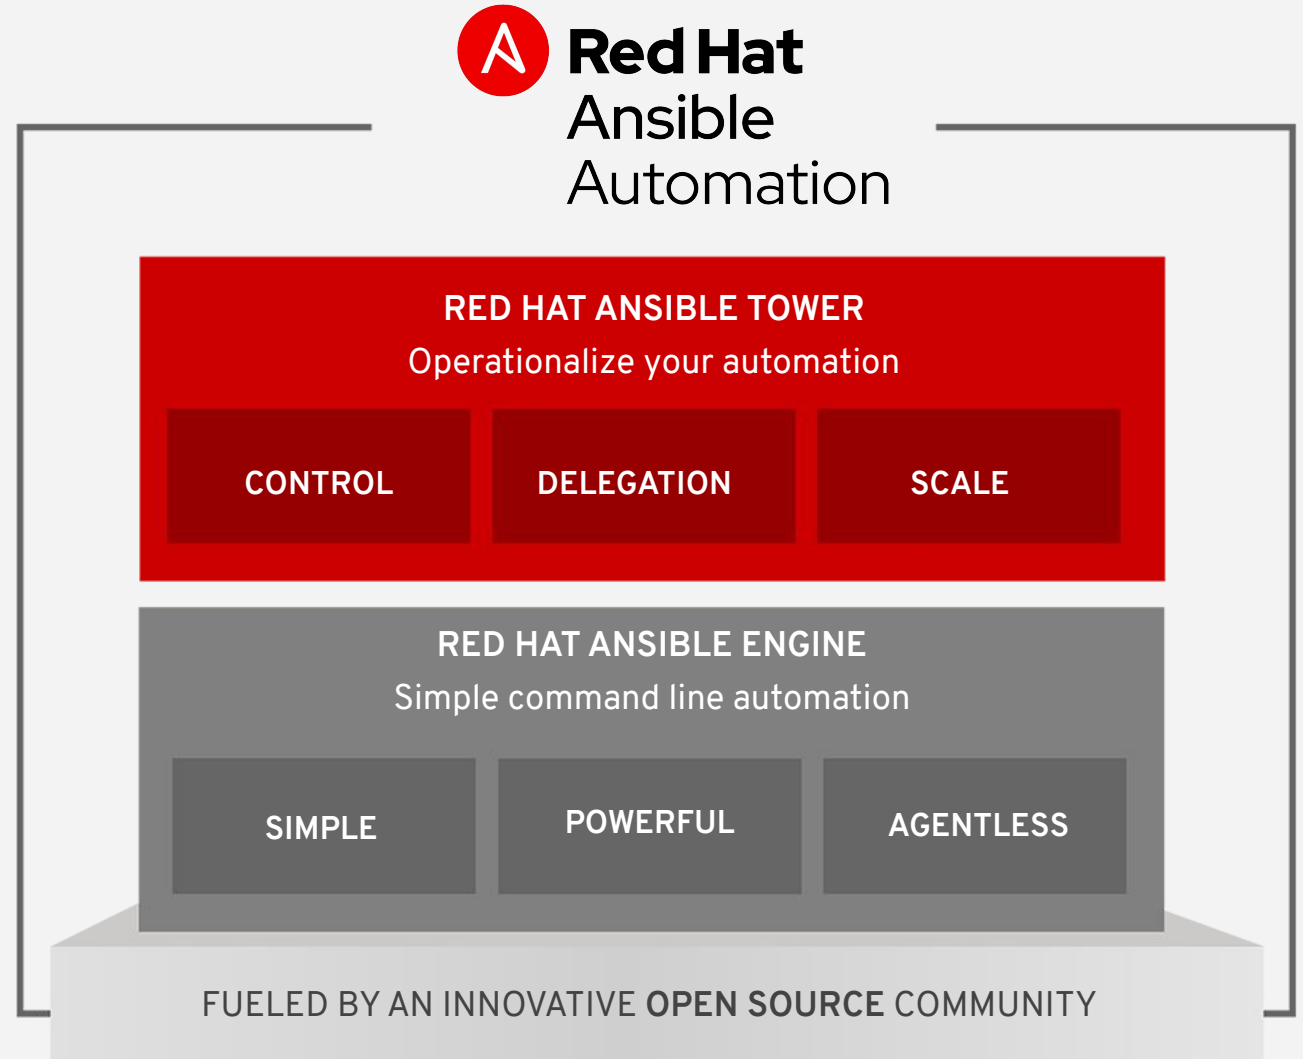 Red Hat
Ansible
Automation
RED HAT ANSIBLE TOWER
Operationalize your automation
CONTROL
DELEGATION
SCALE
RED HAT ANSIBLE ENGINE
Simple command line automation
SIMPLE
POWERFUL
AGENTLESS
FUELED BY AN INNOVATIVE OPEN SOURCE COMMUNITY